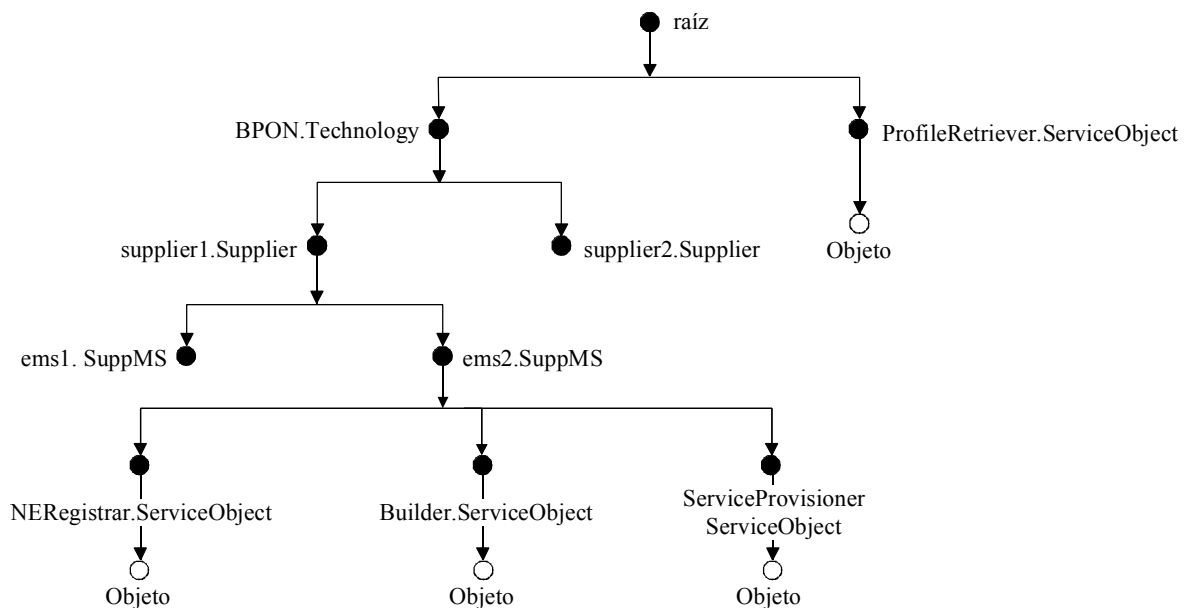 raíz
BPON.Technology
ProfileRetriever.ServiceObject
supplier1.Supplier
supplier2.Supplier
Objeto
ems1. SuppMS
ems2.SuppMS
NERegistrar.ServiceObject
Builder.ServiceObject
ServiceProvisioner
ServiceObject
Objeto
Objeto
Objeto